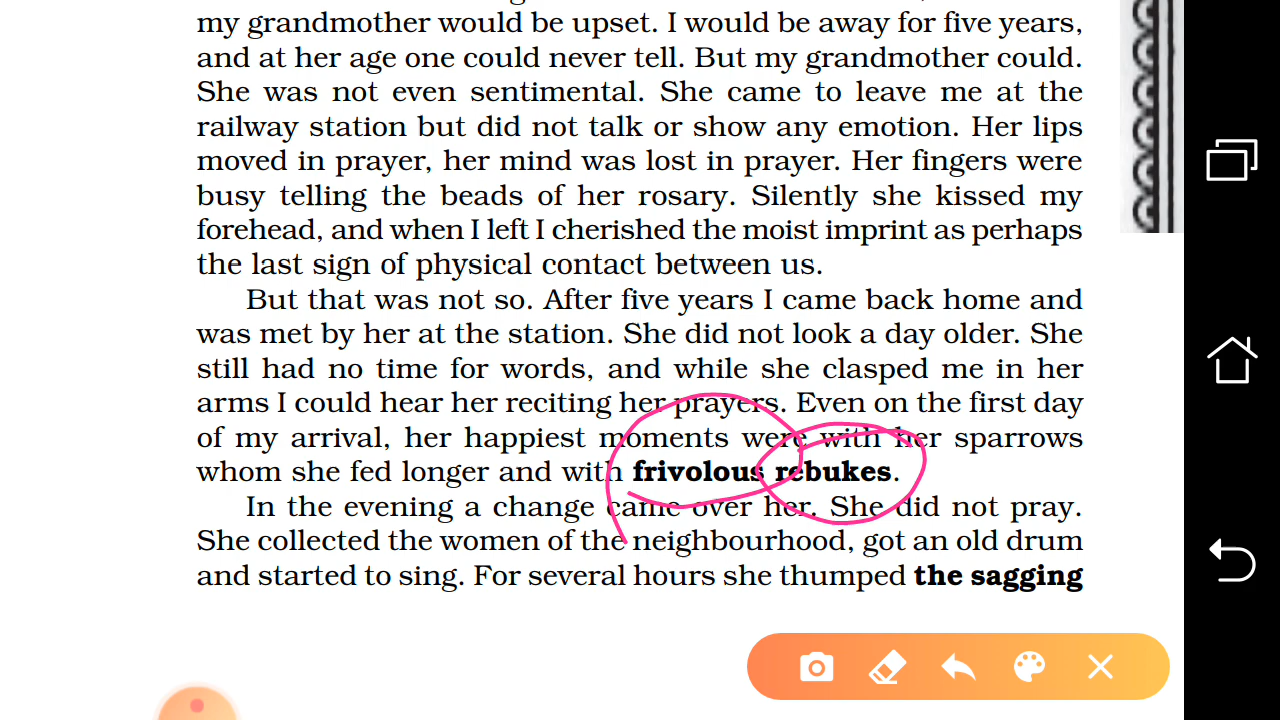 my grandmother would be upset. I would be away for five years,
and at her age one could never tell. But my grandmother could.
She was not even sentimental. She came to leave me at the
railway station but did not talk or show any emotion. Her lips
moved in prayer, her mind was lost in prayer. Her fingers were
busy telling the beads of her rosary. Silently she kissed my
forehead, and when I left I cherished the moist imprint as perhaps
the last sign of physical contact between us.
But that was not so. After five years I came back home and
was met by her at the station. She did not look a day older. She
still had no time for words, and while she clasped me in her
arms I could hear her reciting her prayers. Even on the first day
of my arrival, her happiest moments were with her sparrows
whom she fed longer and with frivolous rebukes.
In the evening a change came over her. She did not pray.
She collected the women of the neighbourhood, got an old drum
and started to sing. For several hours she thumped the sagging